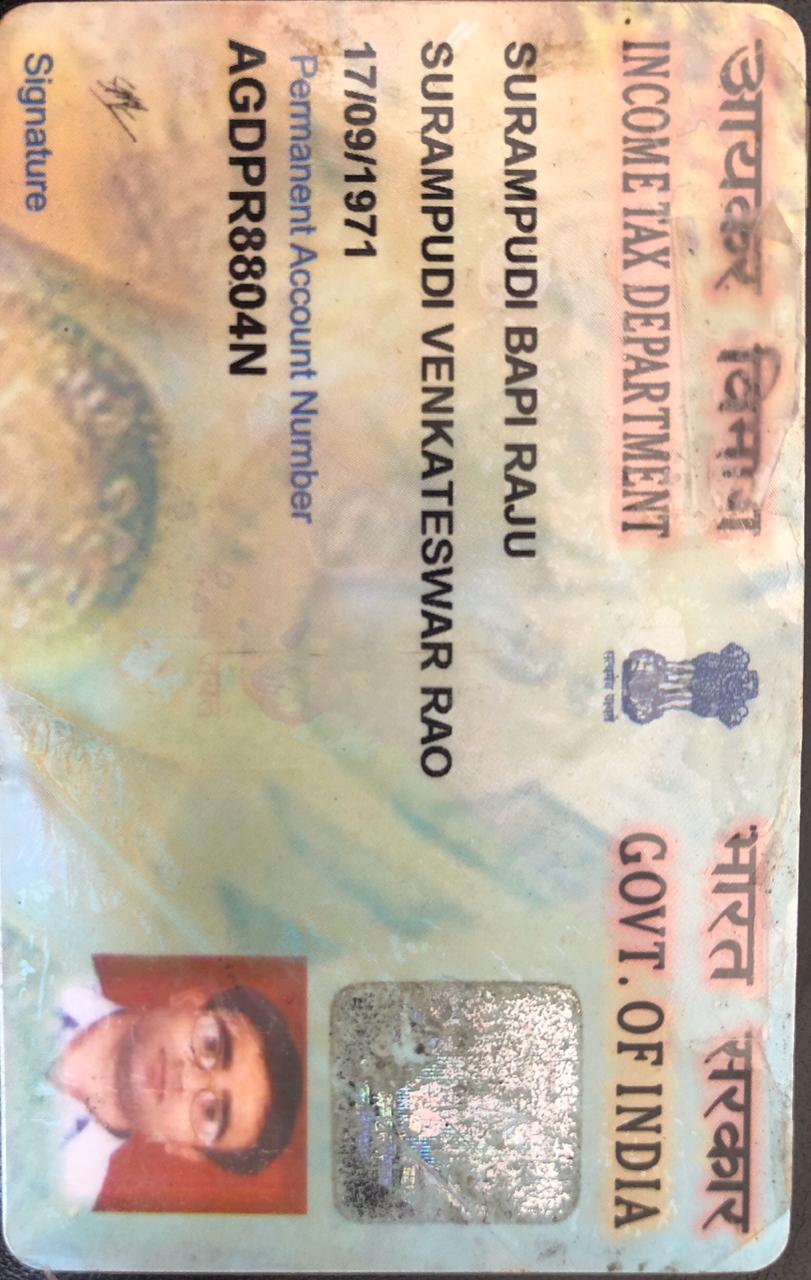 आयकर विभाग
INCOME TAX DEPARTMENT
भारत सरकार
GOVT. OF INDIA
सत्यमेव जयते
SURAMPUDI BAPI RAJU
SURAMPUDI VENKATESWAR RAO
17/09/1971
Permanent Account Number
AGDPR8804N
Signature